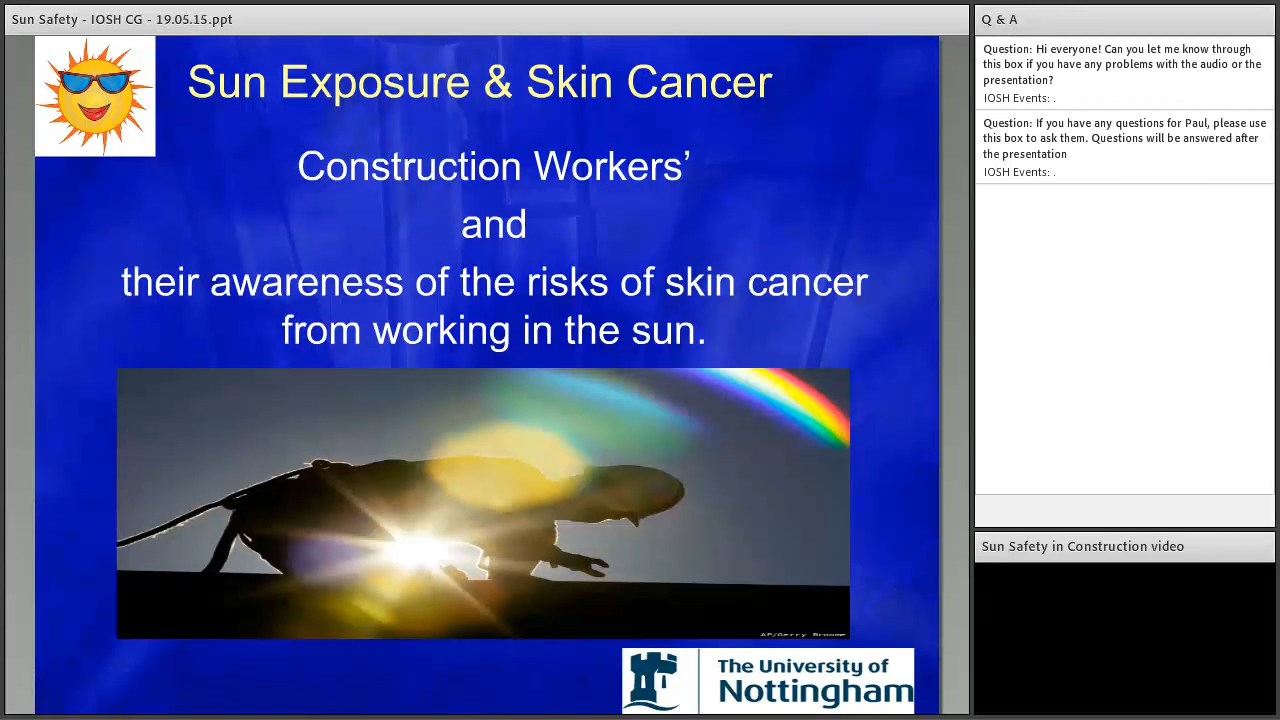 Sun Safety - IOSH CG - 19.05.15.ppt
Sun Exposure & Skin Cancer
Construction Workers’
and
their awareness of the risks of skin cancer
from working in the sun.
AP/Gerry Broome
The University of
Nottingham
Q & A
Question: Hi everyone! Can you let me know through
this box if you have any problems with the audio or the
presentation?
IOSH Events: .
Question: If you have any questions for Paul, please use
this box to ask them. Questions will be answered after
the presentation
IOSH Events: .
Sun Safety in Construction video